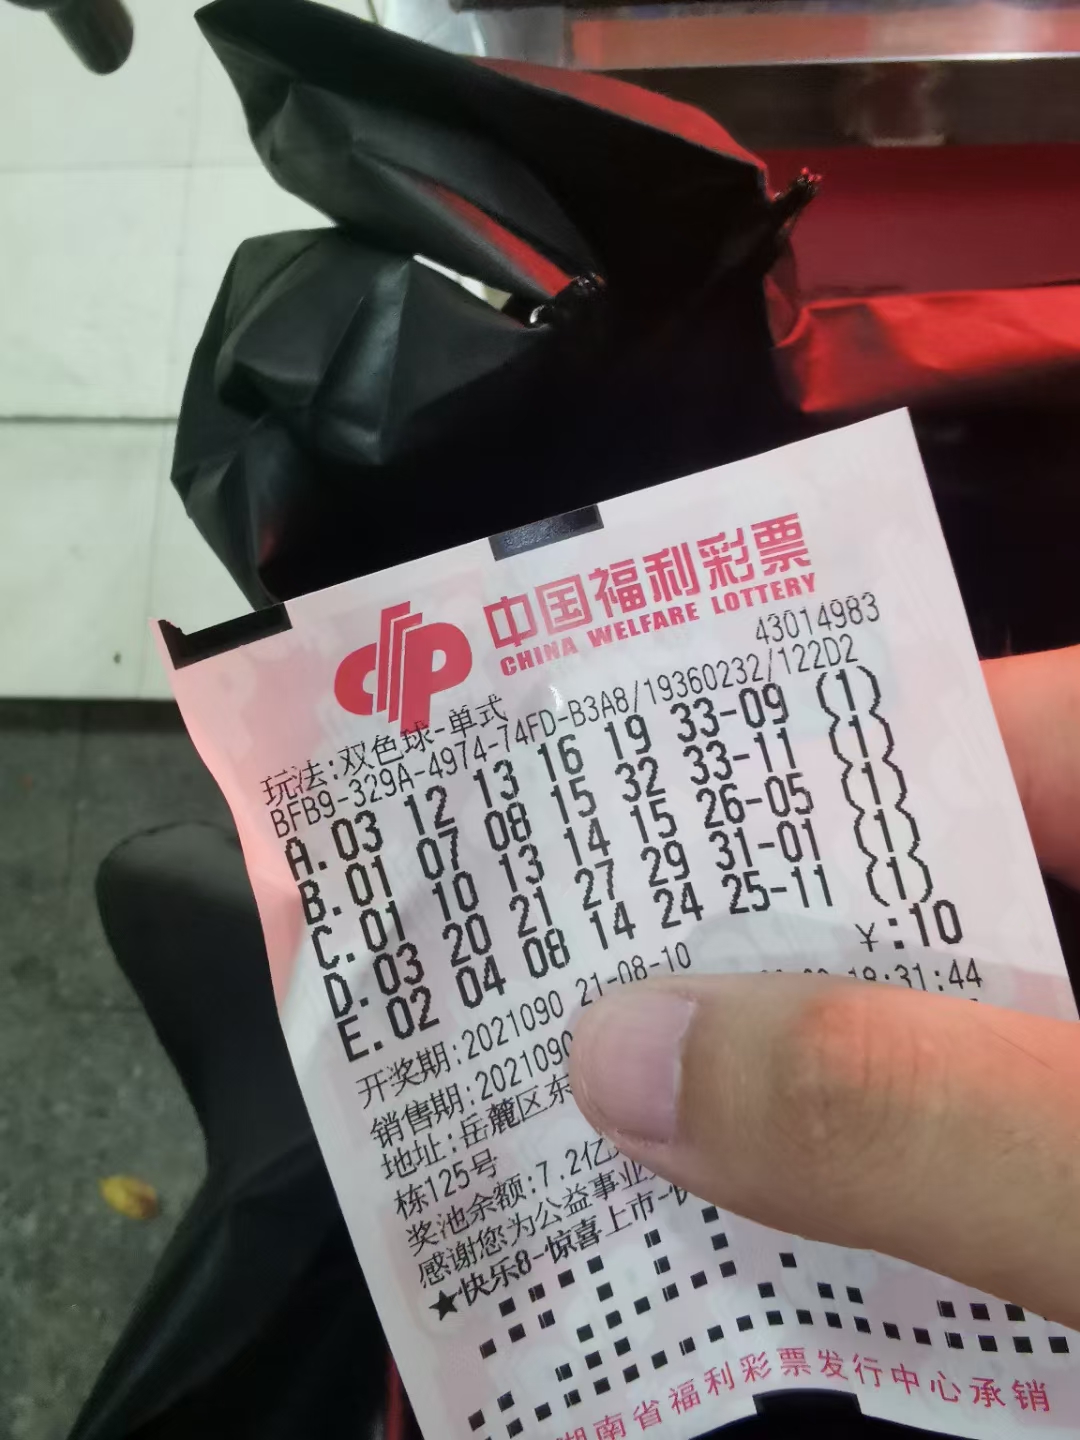 中国福利彩票
CHINA WELFARE LOTTERY
43014983
玩法:双色球-单式
BFB9-329A-4974-74FD-B3A8/19360232/122D2
A.03 12 13 16 19 33-09 (1)
B.01 07 08 15 32 33-11 (1)
C.01 10 13 14 15 26-05 (1)
D.03 20 21 27 29 31-01 (1)
E.02 04 08 14 24 25-11 (1)
¥:10
开奖期:2021090 21-08-10
销售期:2021090 19:31:44
地址:岳麓区东
栋125号
奖池余额:7.2亿
感谢您为公益事业
★快乐8-惊喜上市
湖南省福利彩票发行中心承销